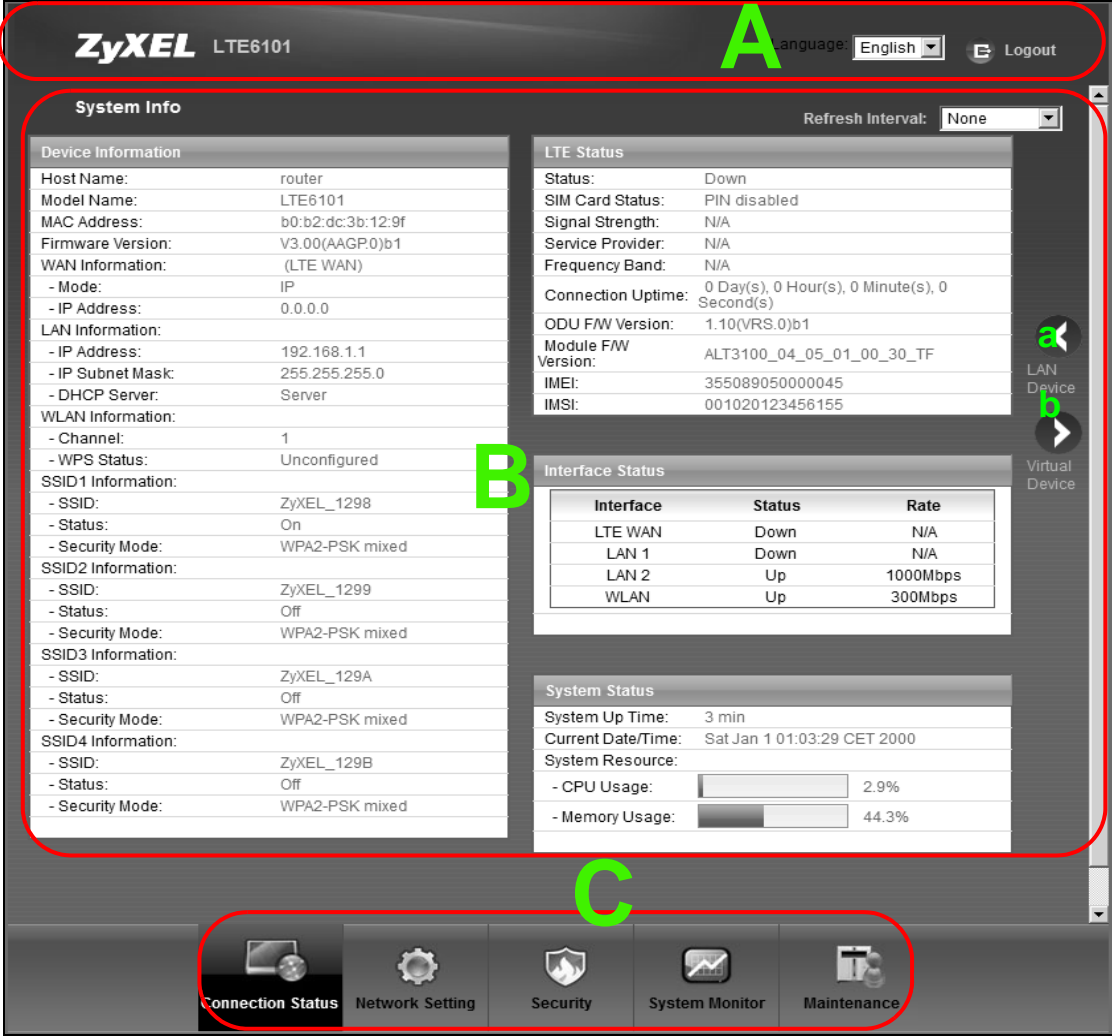 A
ZyXEL LTE6101
Language: English
Logout
System Info
Refresh Interval: None
Device Information
Host Name: router
Model Name: LTE6101
MAC Address: b0:b2:dc:3b:12:9f
Firmware Version: V3.00(AAGP.0)b1
WAN Information: (LTE WAN)
- Mode: IP
- IP Address: 0.0.0.0
LAN Information:
- IP Address: 192.168.1.1
- IP Subnet Mask: 255.255.255.0
- DHCP Server: Server
WLAN Information:
- Channel: 1
- WPS Status: Unconfigured
SSID1 Information:
- SSID: ZyXEL_1298
- Status: On
- Security Mode: WPA2-PSK mixed
SSID2 Information:
- SSID: ZyXEL_1299
- Status: Off
- Security Mode: WPA2-PSK mixed
SSID3 Information:
- SSID: ZyXEL_129A
- Status: Off
- Security Mode: WPA2-PSK mixed
SSID4 Information:
- SSID: ZyXEL_129B
- Status: Off
- Security Mode: WPA2-PSK mixed
B
LTE Status
Status: Down
SIM Card Status: PIN disabled
Signal Strength: N/A
Service Provider: N/A
Frequency Band: N/A
Connection Uptime: 0 Day(s), 0 Hour(s), 0 Minute(s), 0
Second(s)
ODU F/W Version: 1.10(VRS.0)b1
Module F/W
Version: ALT3100_04_05_01_00_30_TF
IMEI: 355089050000045
IMSI: 001020123456155
a
LAN
Device
b
Virtual
Device
Interface Status
Interface Status Rate
LTE WAN Down N/A
LAN 1 Down N/A
LAN 2 Up 1000Mbps
WLAN Up 300Mbps
System Status
System Up Time: 3 min
Current Date/Time: Sat Jan 1 01:03:29 CET 2000
System Resource:
- CPU Usage: 2.9%
- Memory Usage: 44.3%
C
Connection Status
Network Setting
Security
System Monitor
Maintenance